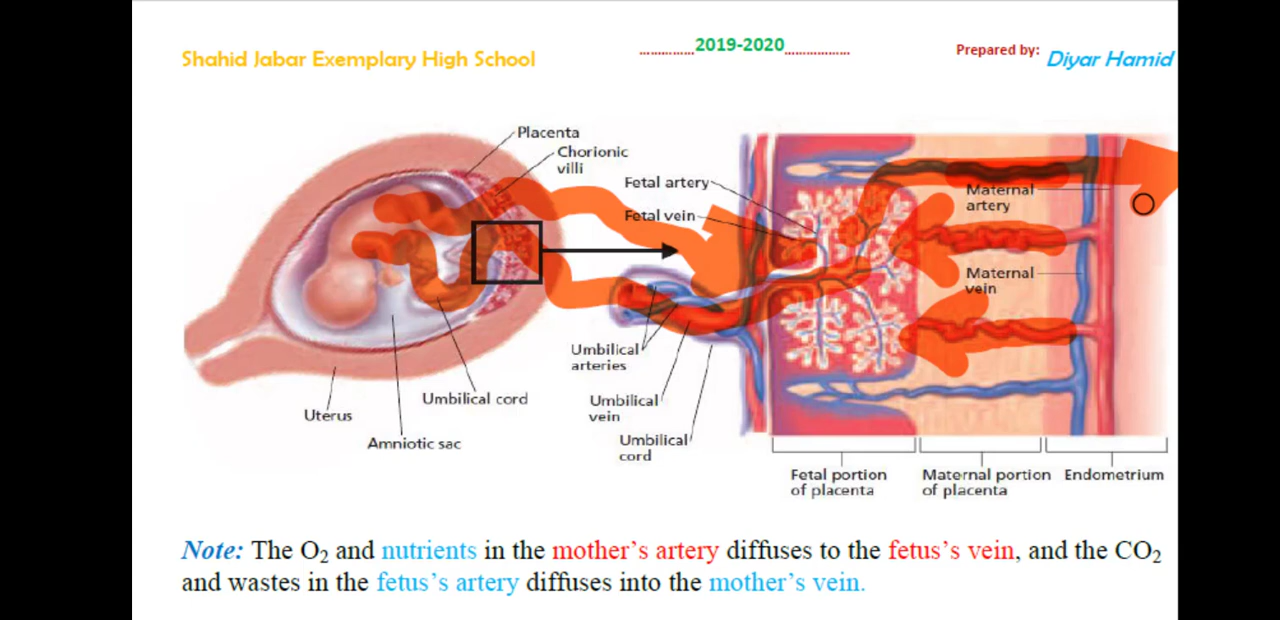 Shahid Jabar Exemplary High School
..............2019-2020.................
Prepared by: Diyar Hamid
Placenta
Chorionic
villi
Fetal artery
Fetal vein
Maternal
artery
Maternal
vein
Umbilical
arteries
Umbilical
vein
Umbilical
cord
Umbilical cord
Uterus
Amniotic sac
Fetal portion
of placenta
Maternal portion
of placenta
Endometrium
Note: The O₂ and nutrients in the mother's artery diffuses to the fetus's vein, and the CO₂
and wastes in the fetus's artery diffuses into the mother's vein.